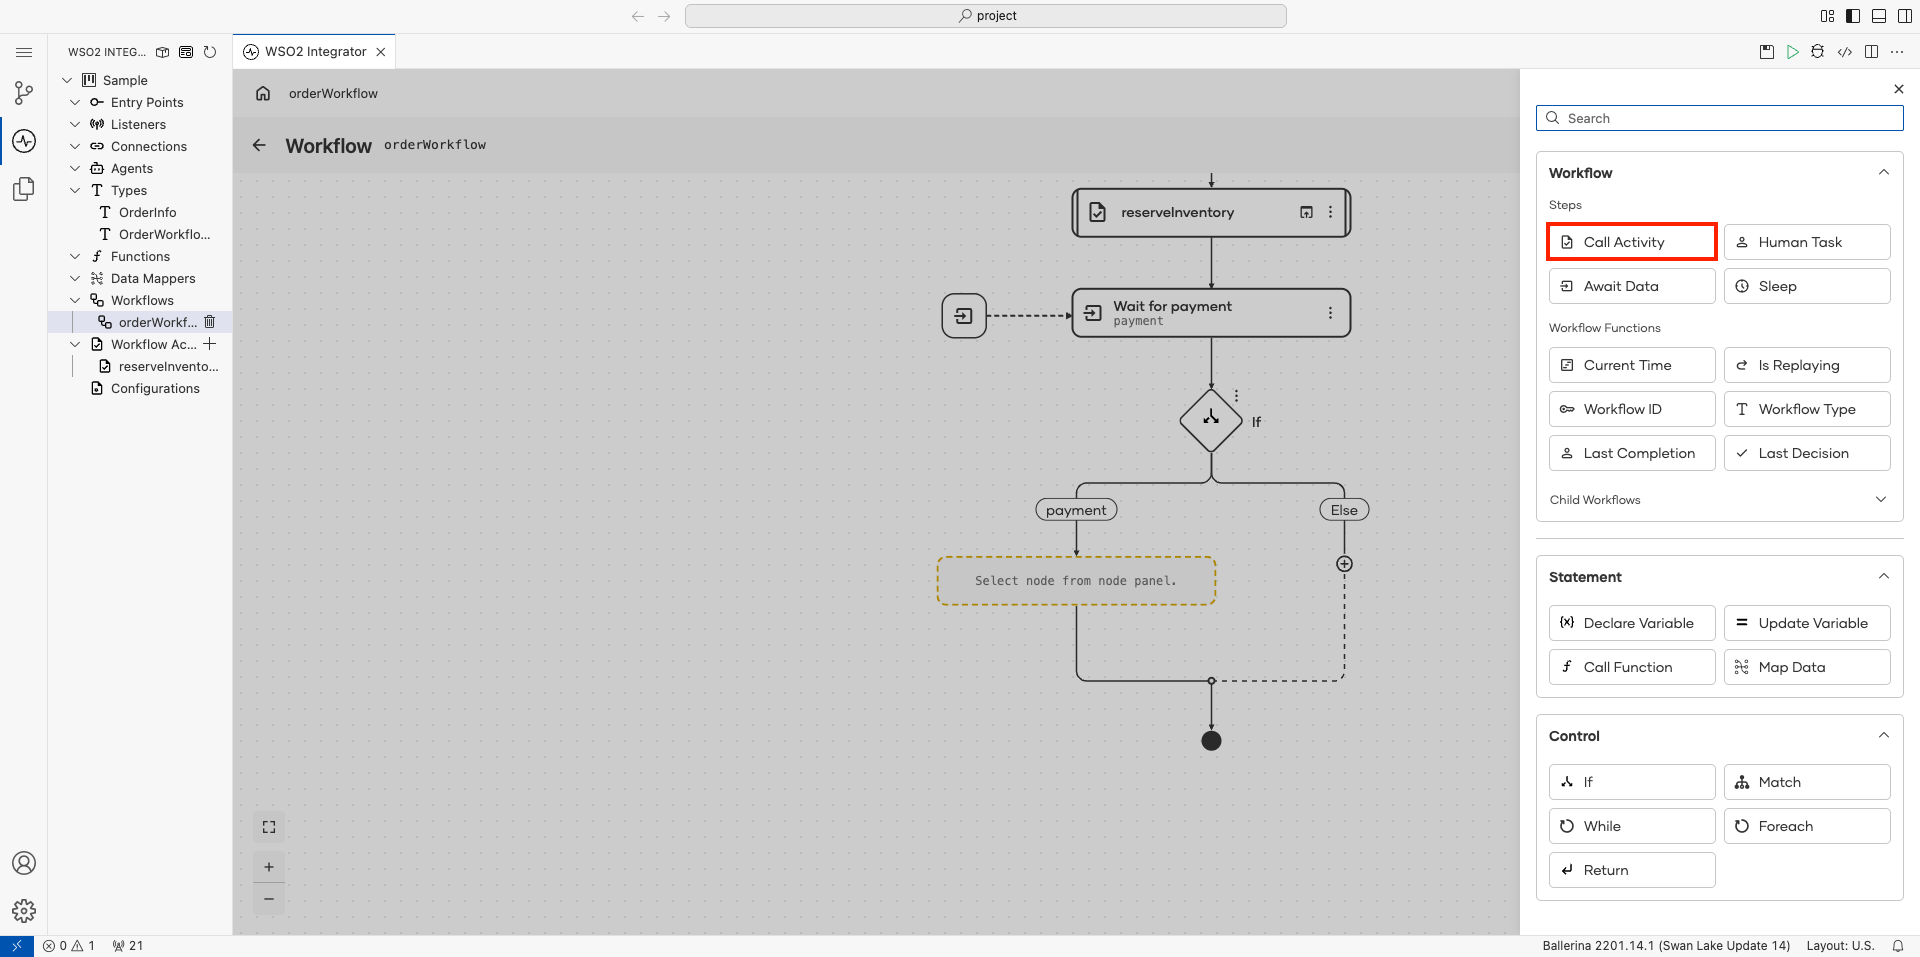 project
WSO2 INTEG...
WSO2 Integrator
Sample
Entry Points
Listeners
Connections
Agents
Types
OrderInfo
OrderWorkflo...
Functions
Data Mappers
Workflows
orderWorkf...
Workflow Ac...
reserveInvento...
Configurations
orderWorkflow
Workflow orderWorkflow
reserveInventory
Wait for payment
payment
If
payment
Else
Select node from node panel.
Search
Workflow
Steps
Call Activity
Human Task
Await Data
Sleep
Workflow Functions
Current Time
Is Replaying
Workflow ID
Workflow Type
Last Completion
Last Decision
Child Workflows
Statement
Declare Variable
Update Variable
Call Function
Map Data
Control
If
Match
While
Foreach
Return
0 1 21
Ballerina 2201.14.1 (Swan Lake Update 14) Layout: U.S.